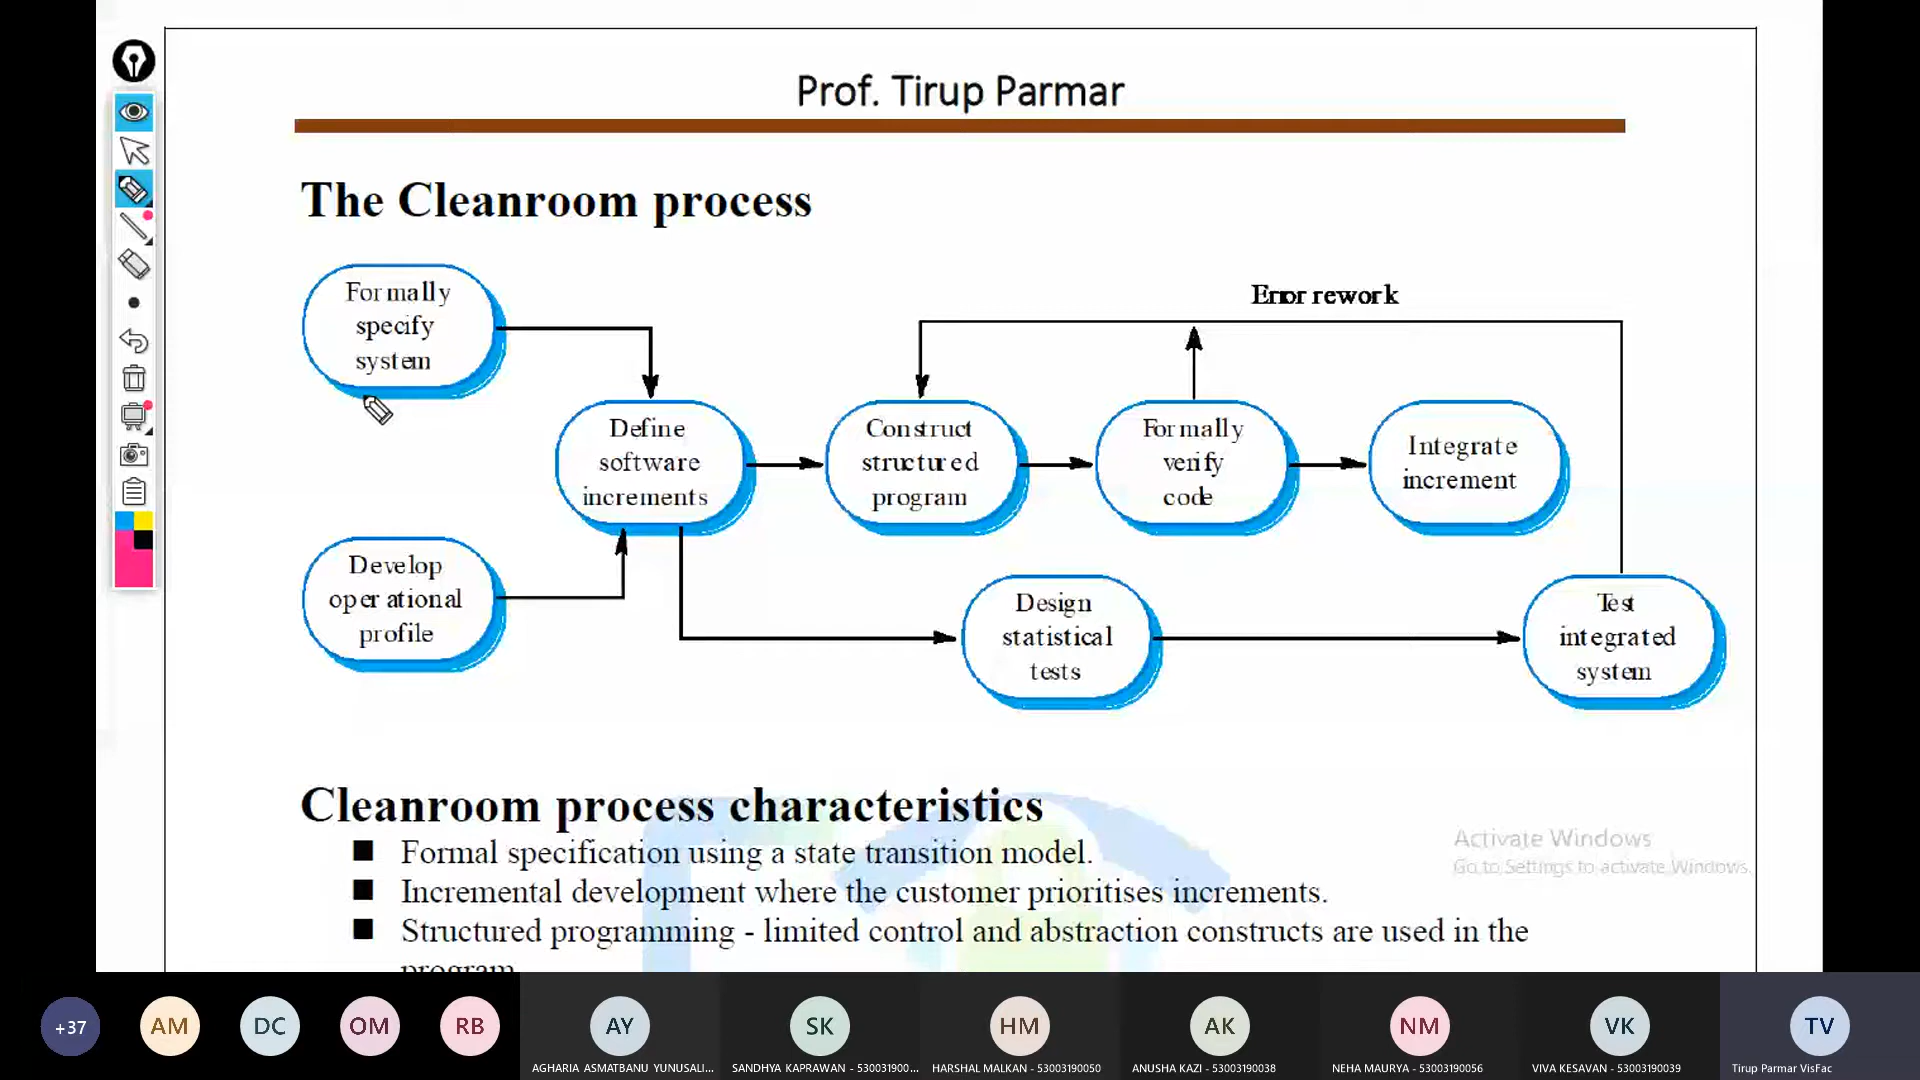 Prof. Tirup Parmar
The Cleanroom process
Formally
specify
system
Error rework
Define
software
increments
Construct
structured
program
Formally
verify
code
Integrate
increment
Develop
operational
profile
Design
statistical
tests
Test
integrated
system
Cleanroom process characteristics
Formal specification using a state transition model.
Incremental development where the customer prioritises increments.
Structured programming - limited control and abstraction constructs are used in the
program
Activate Windows
Go to Settings to activate Windows.
+37
AM
DC
OM
RB
AY
SK
HM
AK
NM
VK
TV
AGHARIA ASMATBANU YUNUSALI...
SANDHYA KAPRAWAN - 530031900...
HARSHAL MALKAN - 53003190050
ANUSHA KAZI - 53003190038
NEHA MAURYA - 53003190056
VIVA KESAVAN - 53003190039
Tirup Parmar VisFac